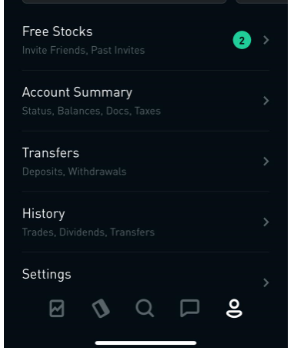 Free Stocks
Invite Friends, Past Invites
2
Account Summary
Status, Balances, Docs, Taxes
Transfers
Deposits, Withdrawals
History
Trades, Dividends, Transfers
Settings